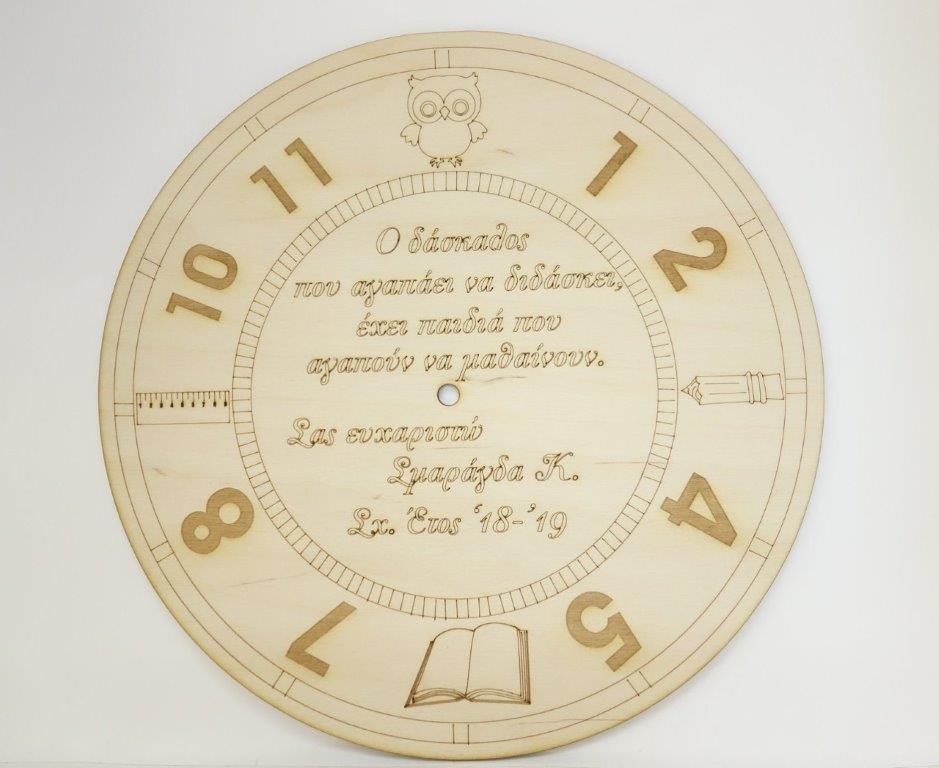 11
1
10
2
Ο δάσκαλος
που αγαπάει να διδάσκει,
έχει παιδιά που
αγαπούν να μαθαίνουν.
Σας ευχαριστώ
Σμαράγδα Κ.
Σχ. Έτος '18-'19
8
4
7
5